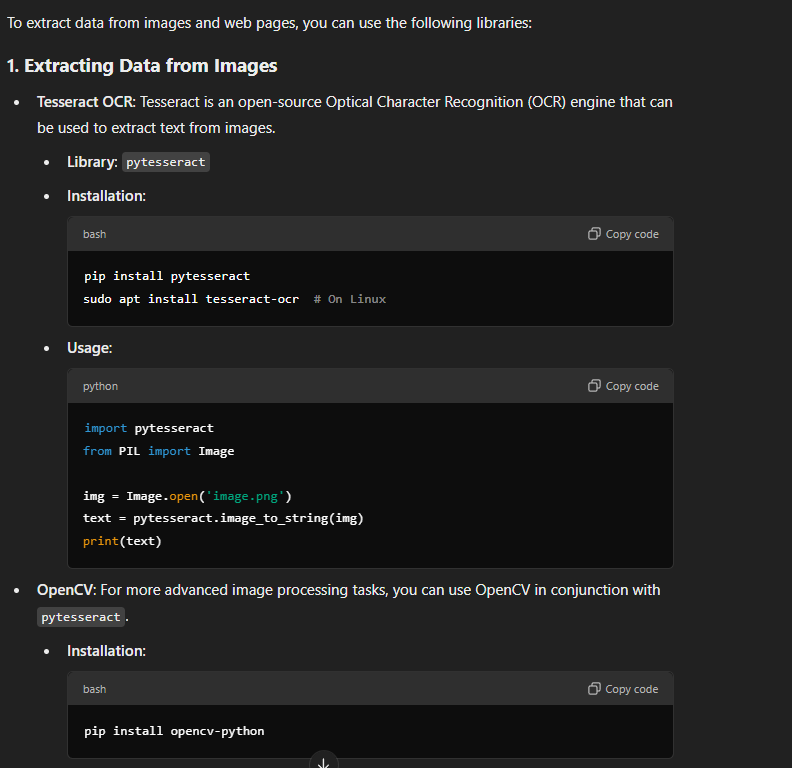 To extract data from images and web pages, you can use the following libraries:
1. Extracting Data from Images
• Tesseract OCR: Tesseract is an open-source Optical Character Recognition (OCR) engine that can
be used to extract text from images.
• Library: pytesseract
• Installation:
bash Copy code
pip install pytesseract
sudo apt install tesseract-ocr  # On Linux
• Usage:
python Copy code
import pytesseract
from PIL import Image
img = Image.open('image.png')
text = pytesseract.image_to_string(img)
print(text)
• OpenCV: For more advanced image processing tasks, you can use OpenCV in conjunction with
pytesseract.
• Installation:
bash Copy code
pip install opencv-python